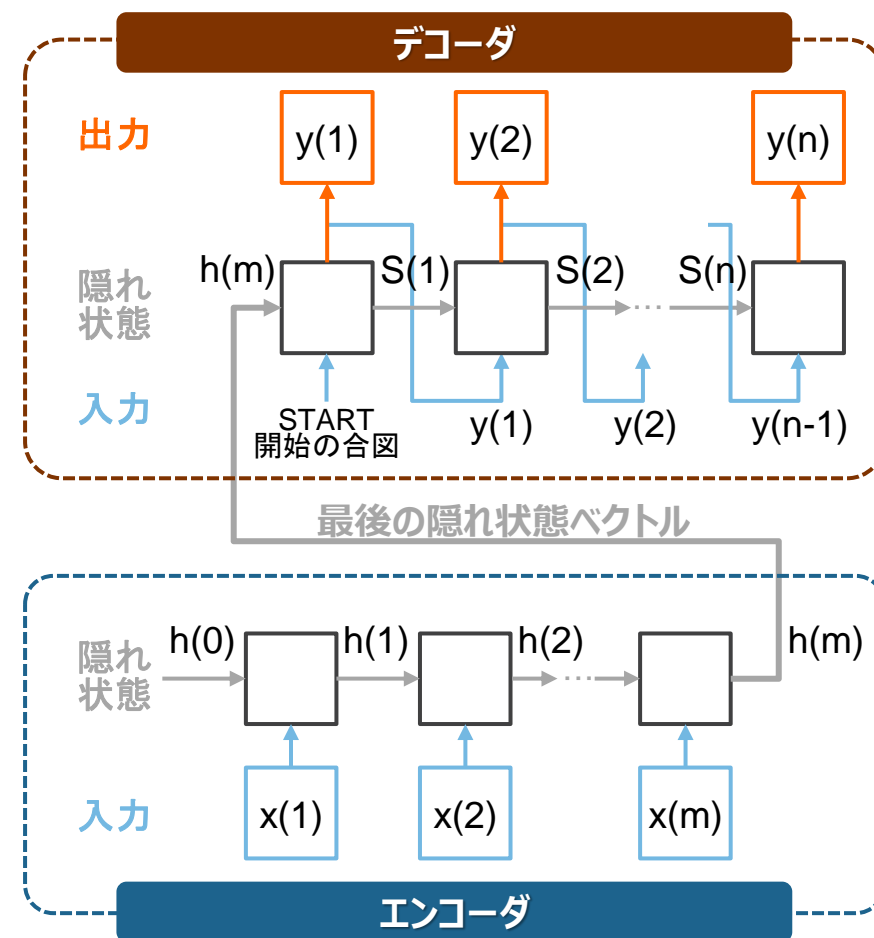 デコーダ
出力
y(1)
y(2)
y(n)
h(m)
S(1)
S(2)
S(n)
隠れ
状態
···
入力
START
開始の合図
y(1)
y(2)
y(n-1)
最後の隠れ状態ベクトル
隠れ
状態
h(0)
h(1)
h(2)
h(m)
···
入力
x(1)
x(2)
x(m)
エンコーダ